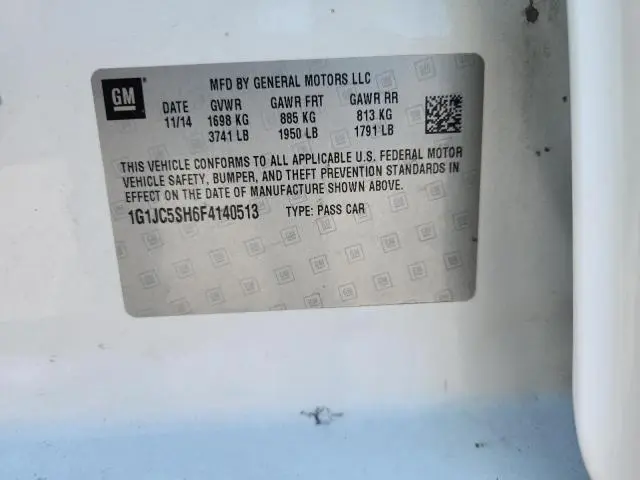 GM
MFD BY GENERAL MOTORS LLC
DATE GVWR GAWR FRT GAWR RR
11/14 1698 KG 885 KG 813 KG
3741 LB 1950 LB 1791 LB
THIS VEHICLE CONFORMS TO ALL APPLICABLE U.S. FEDERAL MOTOR
VEHICLE SAFETY, BUMPER, AND THEFT PREVENTION STANDARDS IN
EFFECT ON THE DATE OF MANUFACTURE SHOWN ABOVE.
1G1JC5SH6F4140513 TYPE: PASS CAR